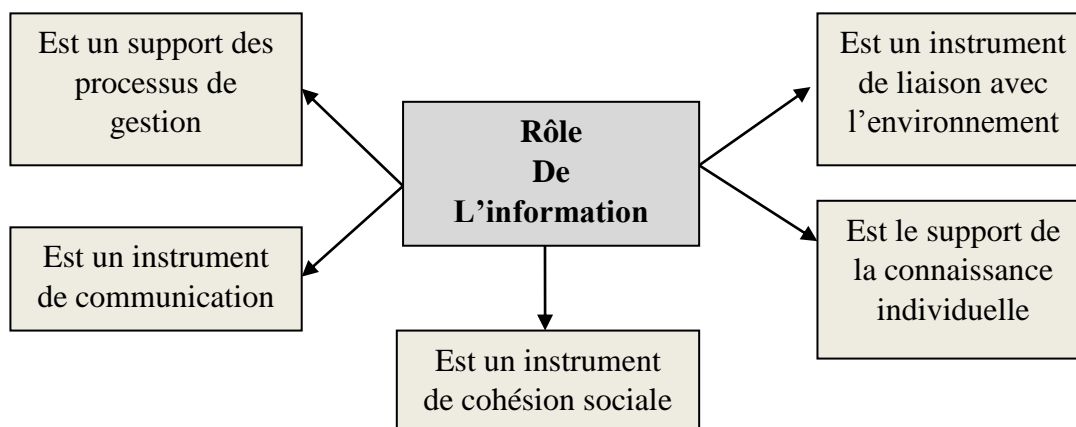 Est un support des
processus de
gestion
Est un instrument
de liaison avec
l’environnement
Rôle
De
L’information
Est un instrument
de communication
Est le support de
la connaissance
individuelle
Est un instrument
de cohésion sociale